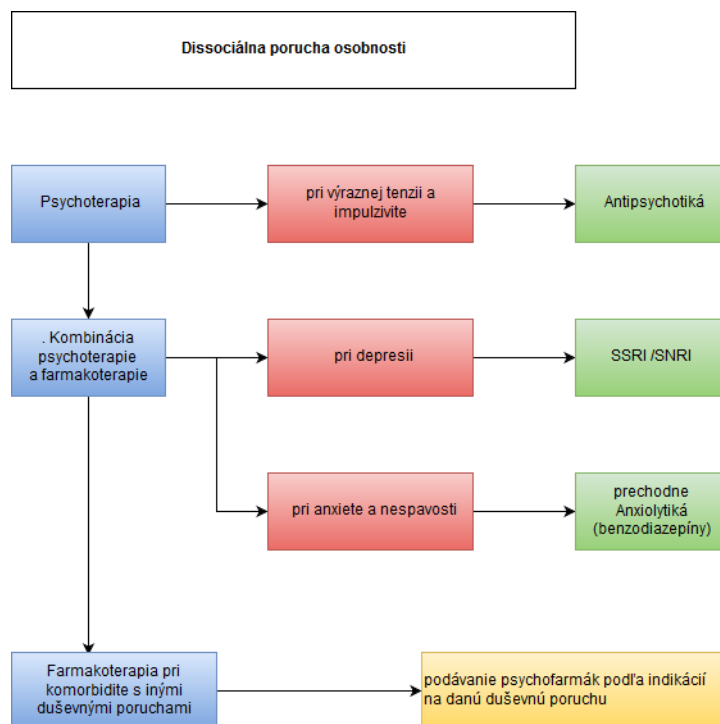 Dissociálna porucha osobnosti
Psychoterapia
pri výraznej tenzii a
impulzivite
Antipsychotiká
. Kombinácia
psychoterapie
a farmakoterapie
pri depresii
SSRI /SNRI
pri anxiete a nespavosti
prechodne
Anxiolytiká
(benzodiazepíny)
Farmakoterapia pri
komorbidite s inými
duševnými poruchami
podávanie psychofarmák podľa indikácií
na danú duševnú poruchu